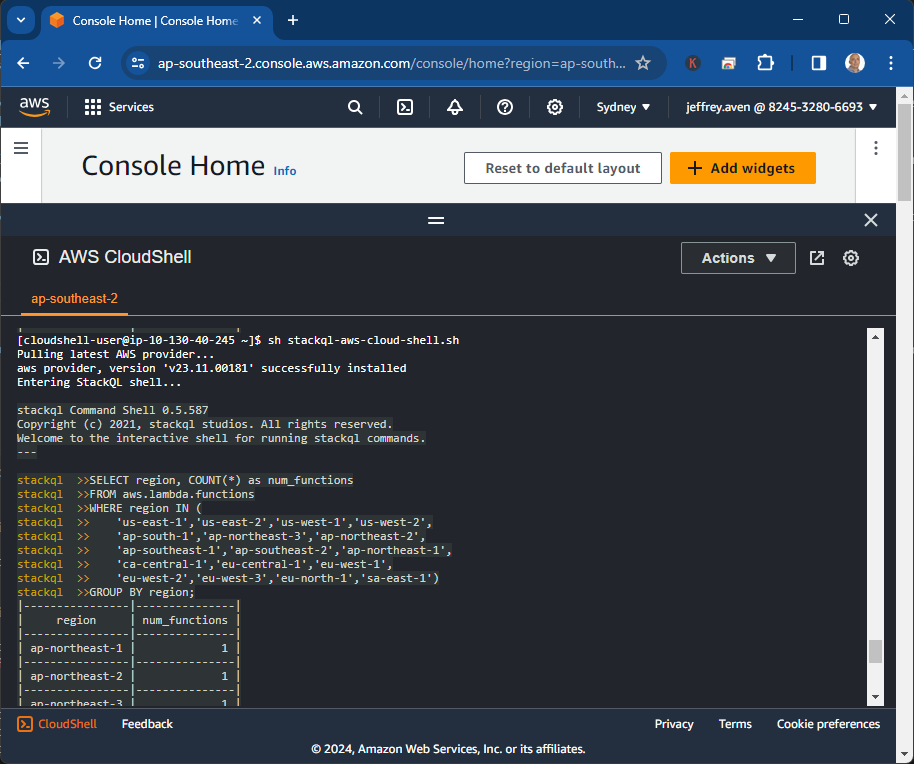 Console Home | Console Home
ap-southeast-2.console.aws.amazon.com/console/home?region=ap-south...
K
aws Services Sydney jeffrey.aven @ 8245-3280-6693
Console Home Info Reset to default layout Add widgets
AWS CloudShell Actions
ap-southeast-2
[cloudshell-user@ip-10-130-40-245 ~]$ sh stackql-aws-cloud-shell.sh
Pulling latest AWS provider...
aws provider, version 'v23.11.00181' successfully installed
Entering StackQL shell...
stackql Command Shell 0.5.587
Copyright (c) 2021, stackql studios. All rights reserved.
Welcome to the interactive shell for running stackql commands.
---
stackql  >>SELECT region, COUNT(*) as num_functions
stackql  >>FROM aws.lambda.functions
stackql  >>WHERE region IN (
stackql  >>    'us-east-1','us-east-2','us-west-1','us-west-2',
stackql  >>    'ap-south-1','ap-northeast-3','ap-northeast-2',
stackql  >>    'ap-southeast-1','ap-southeast-2','ap-northeast-1',
stackql  >>    'ca-central-1','eu-central-1','eu-west-1',
stackql  >>    'eu-west-2','eu-west-3','eu-north-1','sa-east-1')
stackql  >>GROUP BY region;
|----------------|---------------|
|     region     | num_functions |
|----------------|---------------|
| ap-northeast-1 |             1 |
|----------------|---------------|
| ap-northeast-2 |             1 |
|----------------|---------------|
| ap-northeast-3 |             1 |
CloudShell Feedback Privacy Terms Cookie preferences
© 2024, Amazon Web Services, Inc. or its affiliates.